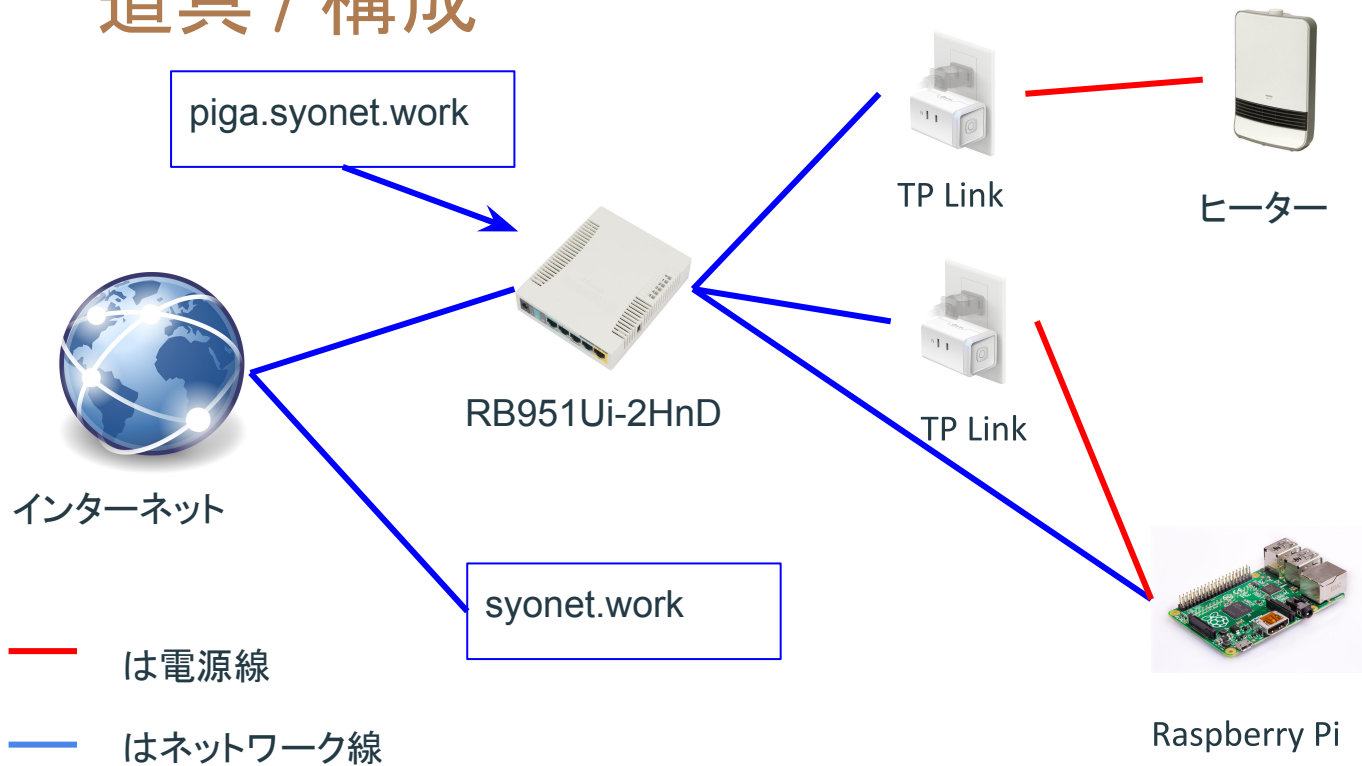 道具 / 構成
piga.syonet.work
TP Link
ヒーター
RB951Ui-2HnD
TP Link
インターネット
syonet.work
は電源線
Raspberry Pi
はネットワーク線